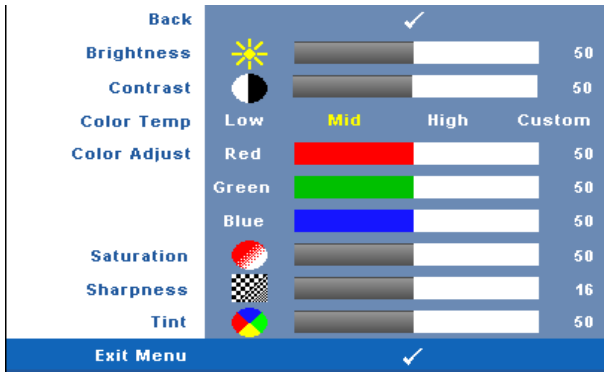 Back
Brightness 50
Contrast 50
Color Temp Low Mid High Custom
Color Adjust Red 50
Green 50
Blue 50
Saturation 50
Sharpness 16
Tint 50
Exit Menu